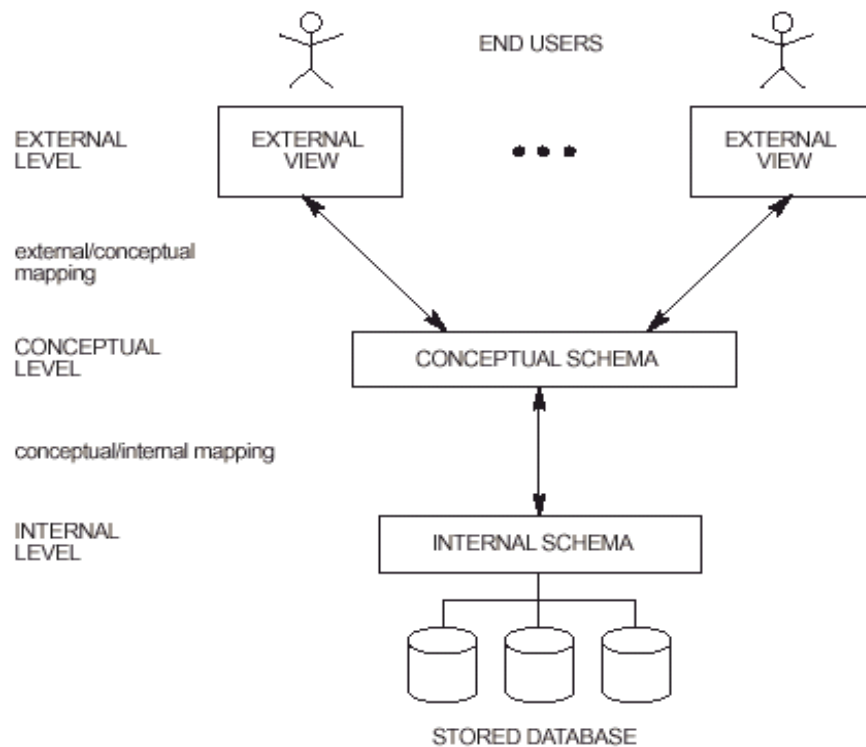 END USERS
EXTERNAL
LEVEL
EXTERNAL
VIEW
EXTERNAL
VIEW
external/conceptual
mapping
CONCEPTUAL
LEVEL
CONCEPTUAL SCHEMA
conceptual/internal mapping
INTERNAL
LEVEL
INTERNAL SCHEMA
STORED DATABASE